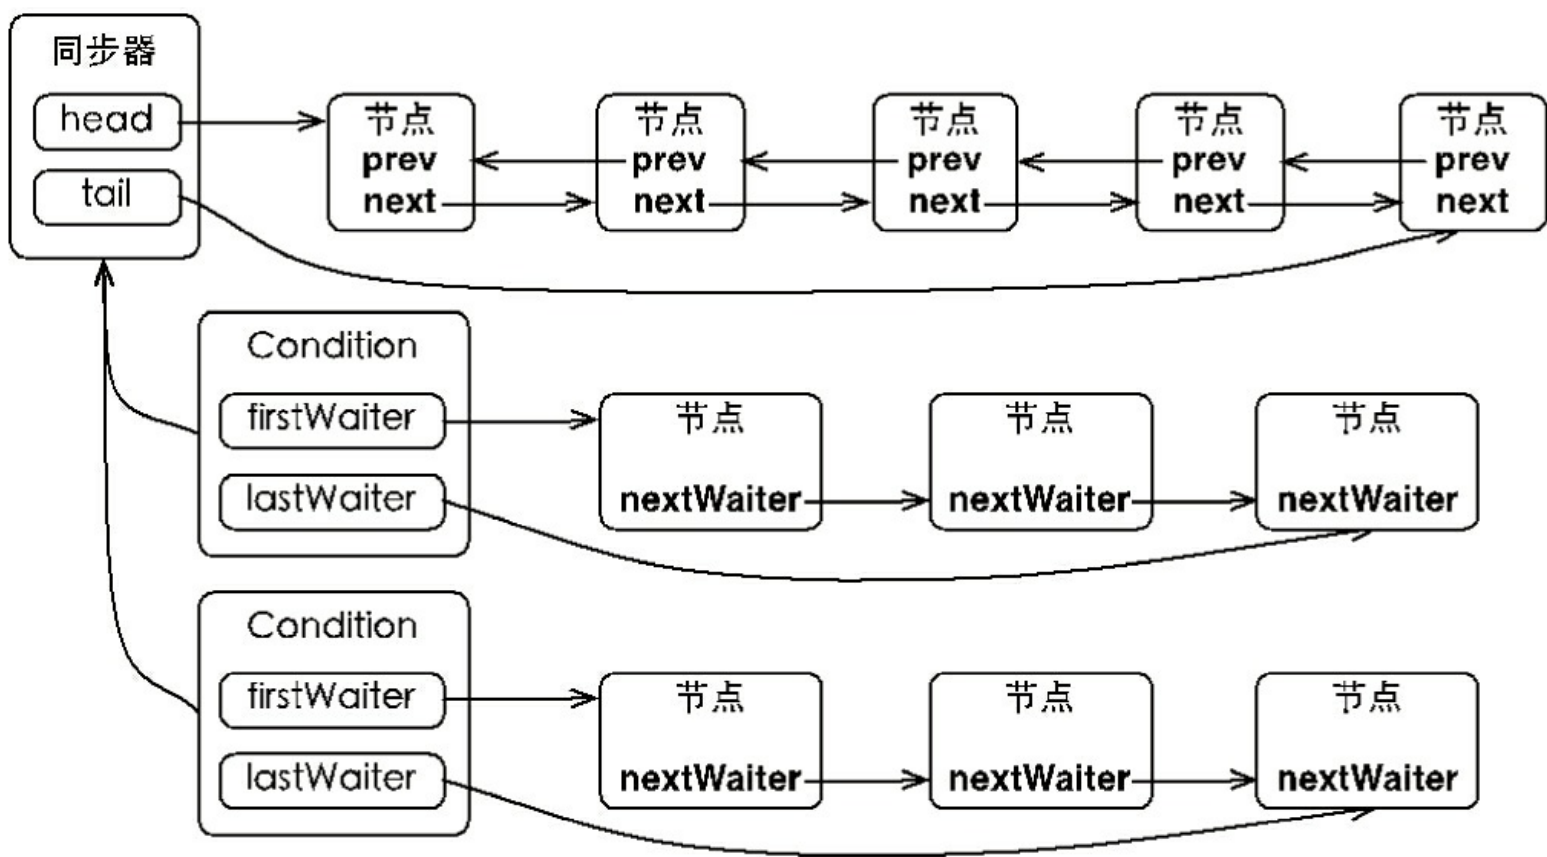 同步器
head
tail
节点
prev
next
节点
prev
next
节点
prev
next
节点
prev
next
节点
prev
next
Condition
firstWaiter
lastWaiter
节点
nextWaiter
节点
nextWaiter
节点
nextWaiter
Condition
firstWaiter
lastWaiter
节点
nextWaiter
节点
nextWaiter
节点
nextWaiter